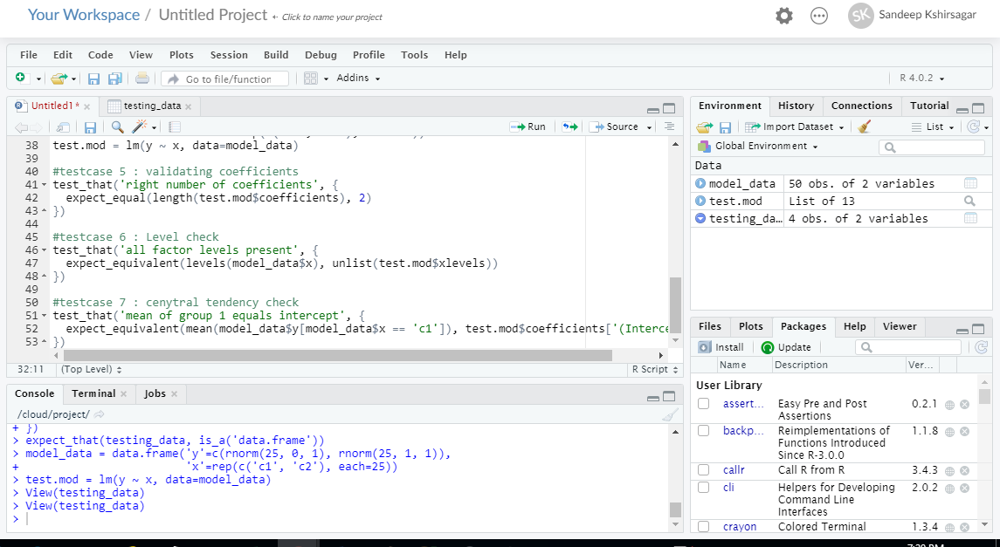 Your Workspace / Untitled Project ← Click to name your project
SK Sandeep Kshirsagar
File Edit Code View Plots Session Build Debug Profile Tools Help
Go to file/function Addins R 4.0.2
Untitled1* × testing_data ×
Run Source
38 test.mod = lm(y ~ x, data=model_data)
39
40 #testcase 5 : validating coefficients
41 test_that('right number of coefficients', {
42 expect_equal(length(test.mod$coefficients), 2)
43 })
44
45 #testcase 6 : Level check
46 test_that('all factor levels present', {
47 expect_equivalent(levels(model_data$x), unlist(test.mod$xlevels))
48 })
49
50 #testcase 7 : cenytral tendency check
51 test_that('mean of group 1 equals intercept', {
52 expect_equivalent(mean(model_data$y[model_data$x == 'c1']), test.mod$coefficients['(Interce
53 })
32:11 (Top Level) R Script
Console Terminal × Jobs ×
/cloud/project/
+ })
> expect_that(testing_data, is_a('data.frame'))
> model_data = data.frame('y'=c(rnorm(25, 0, 1), rnorm(25, 1, 1)),
+ 'x'=rep(c('c1', 'c2'), each=25))
> test.mod = lm(y ~ x, data=model_data)
> View(testing_data)
> View(testing_data)
>
Environment History Connections Tutorial
Import Dataset List
Global Environment
Data
model_data 50 obs. of 2 variables
test.mod List of 13
testing_da… 4 obs. of 2 variables
Files Plots Packages Help Viewer
Install Update
Name Description Ver...
User Library
assert... Easy Pre and Post 0.2.1
Assertions
backp... Reimplementations of 1.1.8
Functions Introduced
Since R-3.0.0
callr Call R from R 3.4.3
cli Helpers for Developing 2.0.2
Command Line
Interfaces
crayon Colored Terminal 1.3.4